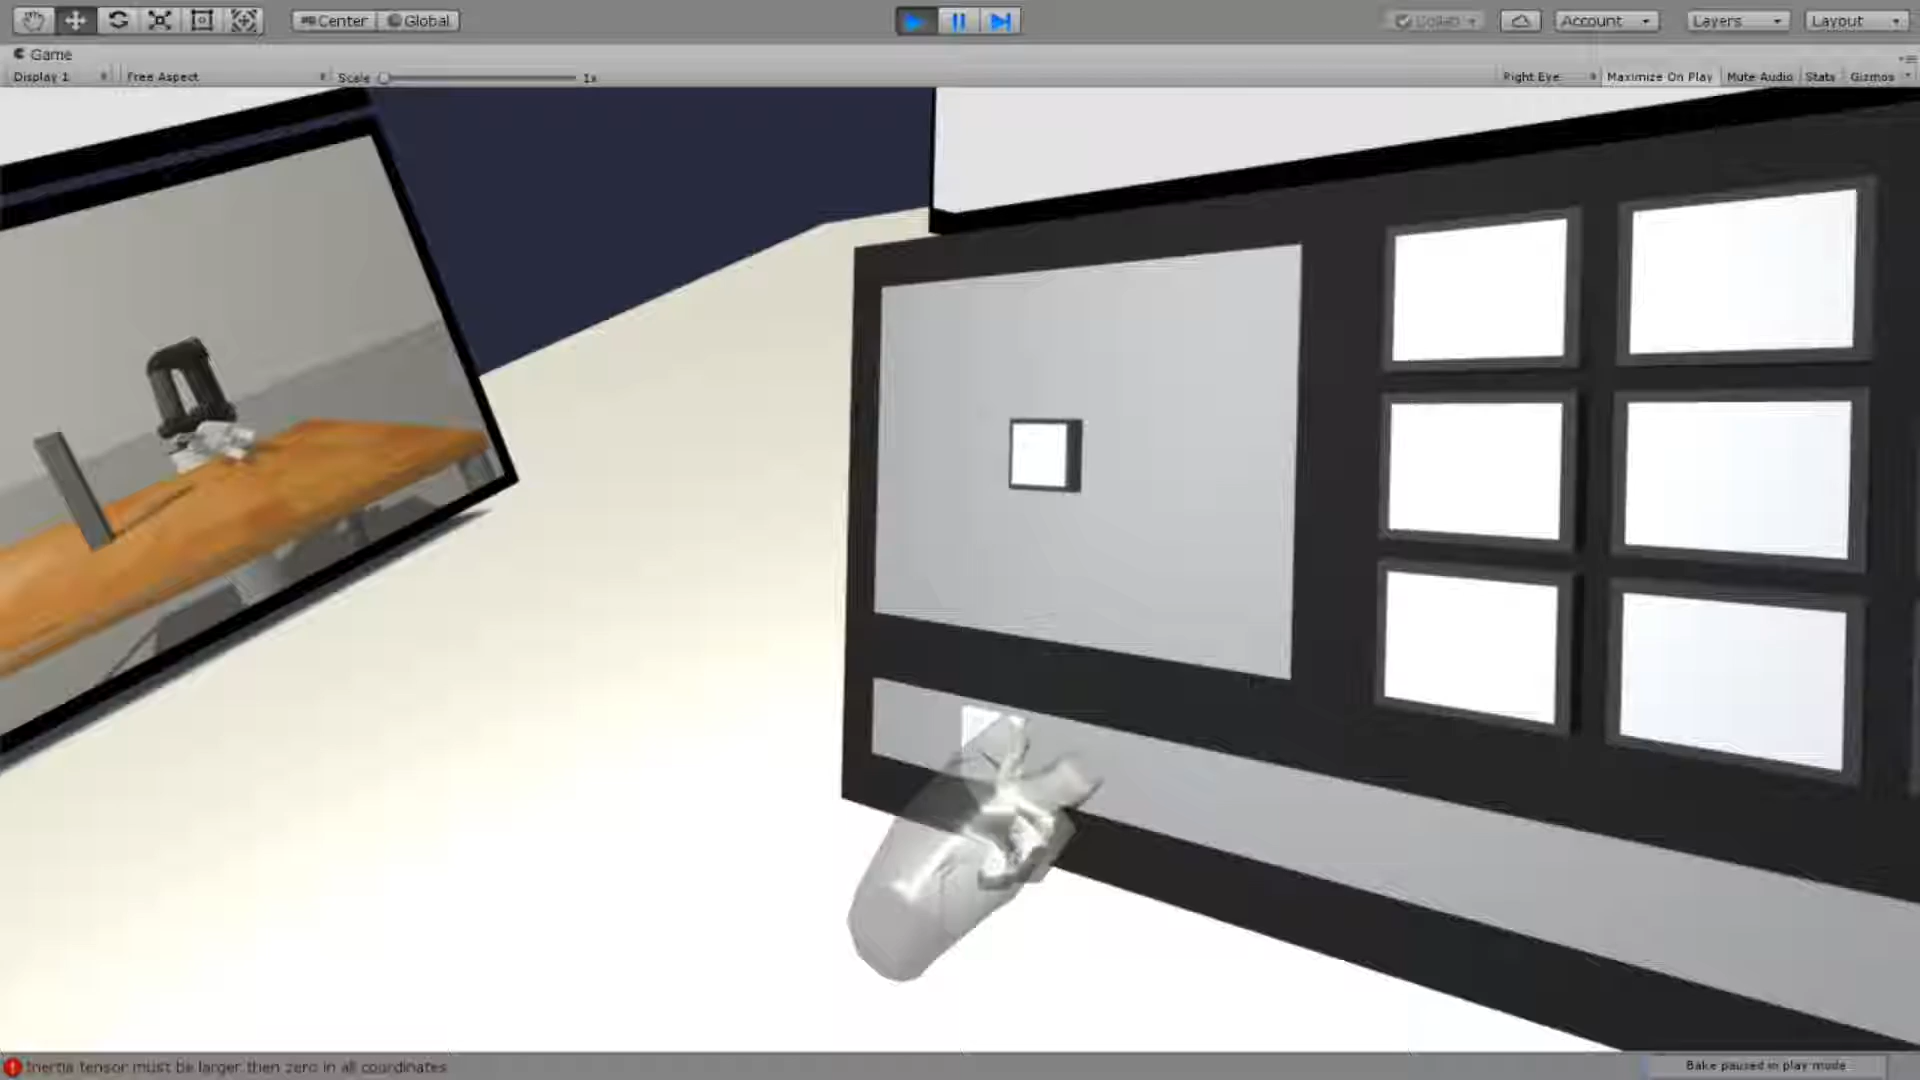 Center Global Collab Account Layers Layout
Game
Display 1 Free Aspect Scale 1x Right Eye Maximize On Play Mute Audio Stats Gizmos
Inertia tensor must be larger then zero in all coordinates Bake paused in play mode